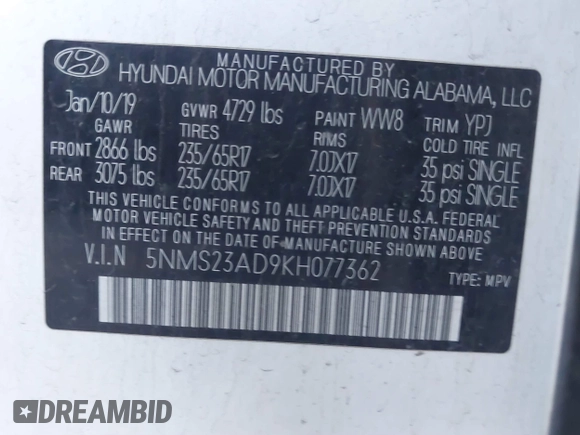 MANUFACTURED BY
HYUNDAI MOTOR MANUFACTURING ALABAMA, LLC
Jan/10/19 GVWR 4729 lbs PAINT WW8 TRIM YPJ
GAWR TIRES RIMS COLD TIRE INFL
FRONT 2866 lbs 235/65R17 7.0JX17 35 psi SINGLE
REAR 3075 lbs 235/65R17 7.0JX17 35 psi SINGLE
THIS VEHICLE CONFORMS TO ALL APPLICABLE U.S.A. FEDERAL
MOTOR VEHICLE SAFETY AND THEFT PREVENTION STANDARDS
IN EFFECT ON THE DATE OF MANUFACTURE SHOWN ABOVE.
V.I.N 5NMS23AD9KH077362 TYPE: MPV
DREAMBID